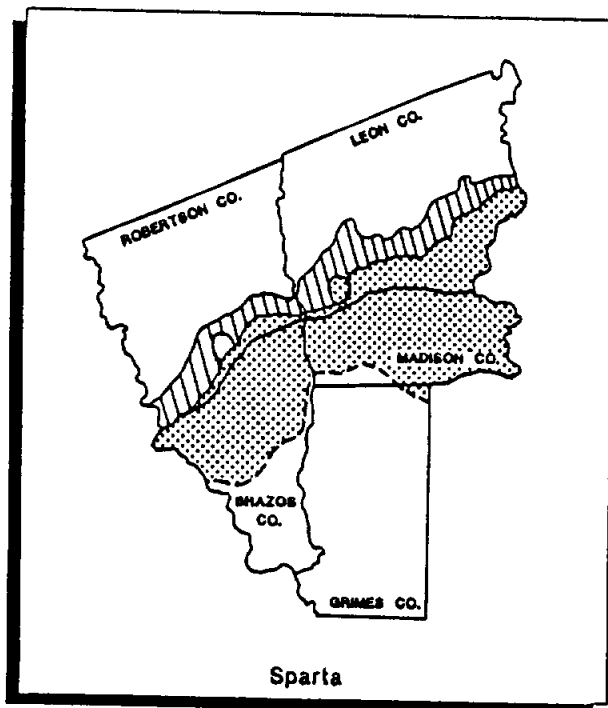 LEON CO.
ROBERTSON CO.
MADISON CO.
BRAZOS
CO.
GRIMES CO.
Sparta